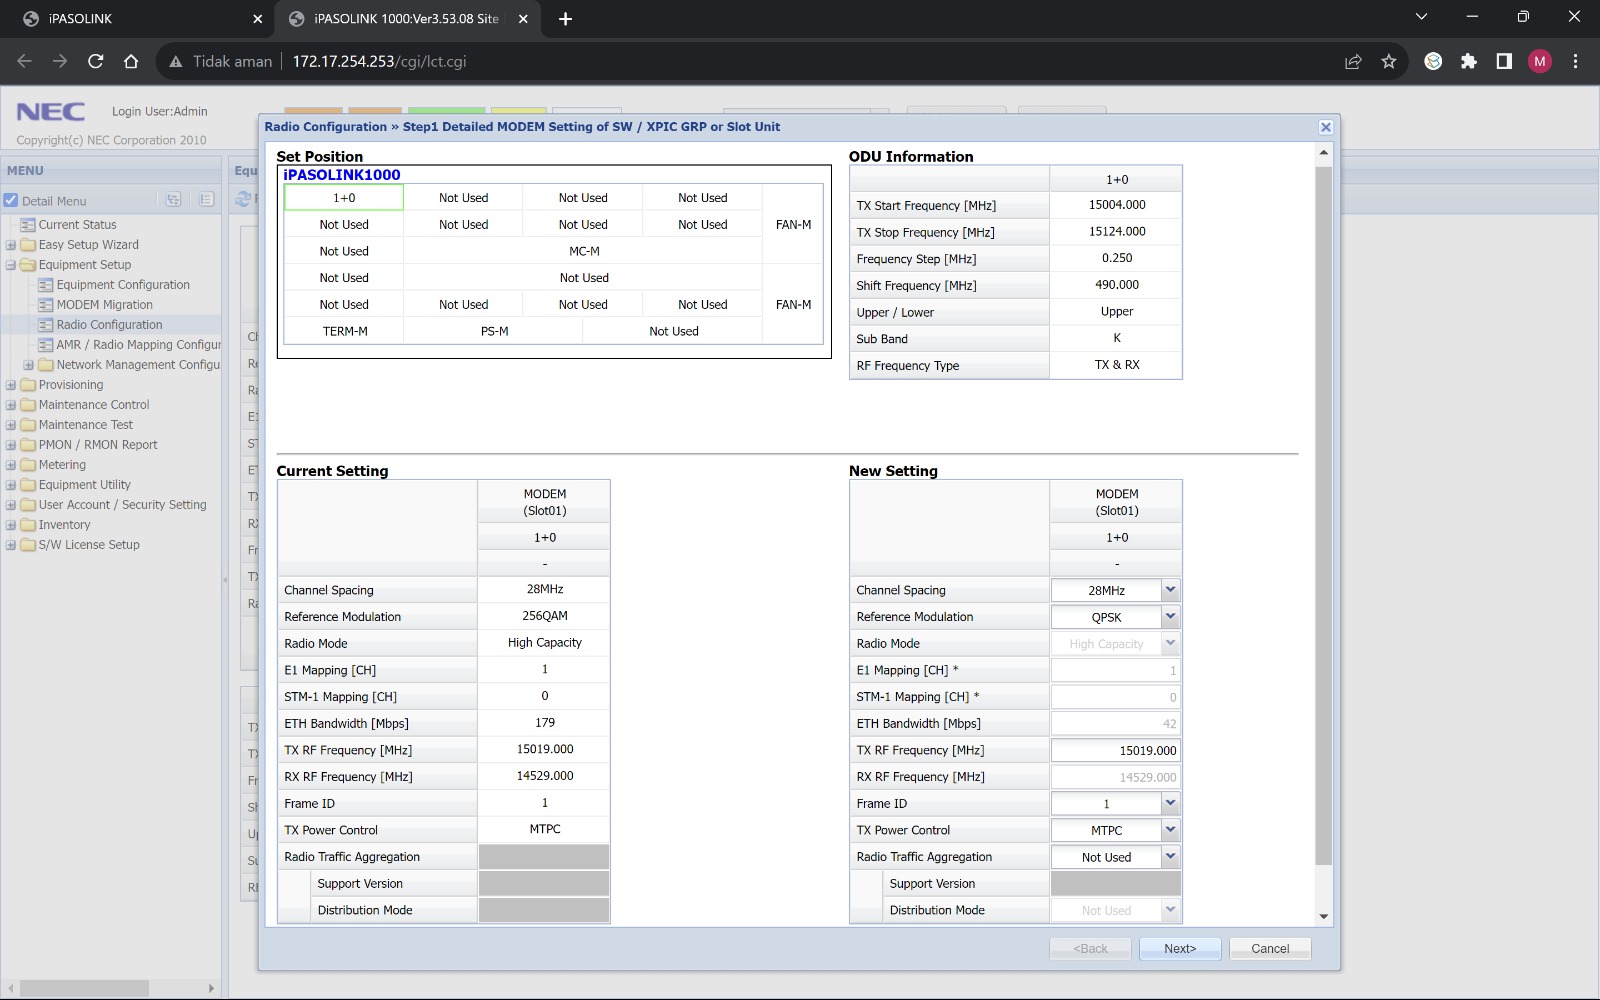 iPASOLINK
iPASOLINK 1000:Ver3.53.08 Site
Tidak aman
172.17.254.253/cgi/lct.cgi
M
NEC
Login User:Admin
Copyright(c) NEC Corporation 2010
MENU
Detail Menu
Current Status
Easy Setup Wizard
Equipment Setup
Equipment Configuration
MODEM Migration
Radio Configuration
AMR / Radio Mapping Configur
Network Management Configu
Provisioning
Maintenance Control
Maintenance Test
PMON / RMON Report
Metering
Equipment Utility
User Account / Security Setting
Inventory
S/W License Setup
Equ
Radio Configuration » Step1 Detailed MODEM Setting of SW / XPIC GRP or Slot Unit
Set Position
iPASOLINK1000
1+0 Not Used Not Used Not Used
Not Used Not Used Not Used Not Used FAN-M
Not Used MC-M
Not Used Not Used
Not Used Not Used Not Used Not Used FAN-M
TERM-M PS-M Not Used
ODU Information
1+0
TX Start Frequency [MHz] 15004.000
TX Stop Frequency [MHz] 15124.000
Frequency Step [MHz] 0.250
Shift Frequency [MHz] 490.000
Upper / Lower Upper
Sub Band K
RF Frequency Type TX & RX
Current Setting
MODEM
(Slot01)
1+0
-
Channel Spacing 28MHz
Reference Modulation 256QAM
Radio Mode High Capacity
E1 Mapping [CH] 1
STM-1 Mapping [CH] 0
ETH Bandwidth [Mbps] 179
TX RF Frequency [MHz] 15019.000
RX RF Frequency [MHz] 14529.000
Frame ID 1
TX Power Control MTPC
Radio Traffic Aggregation
Support Version
Distribution Mode
New Setting
MODEM
(Slot01)
1+0
-
Channel Spacing 28MHz
Reference Modulation QPSK
Radio Mode High Capacity
E1 Mapping [CH] * 1
STM-1 Mapping [CH] * 0
ETH Bandwidth [Mbps] 42
TX RF Frequency [MHz] 15019.000
RX RF Frequency [MHz] 14529.000
Frame ID 1
TX Power Control MTPC
Radio Traffic Aggregation Not Used
Support Version
Distribution Mode Not Used
<Back Next> Cancel